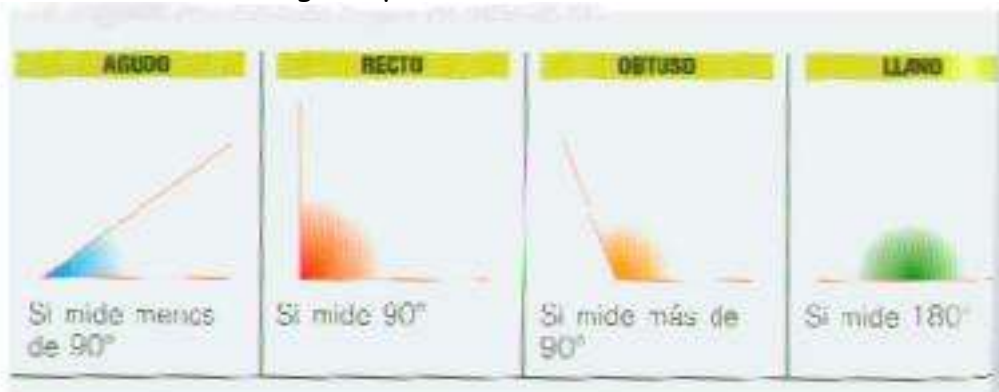 AGUDO
RECTO
OBTUSO
LLANO
Si mide menos
de 90°
Si mide 90°
Si mide más de
90°
Si mide 180°